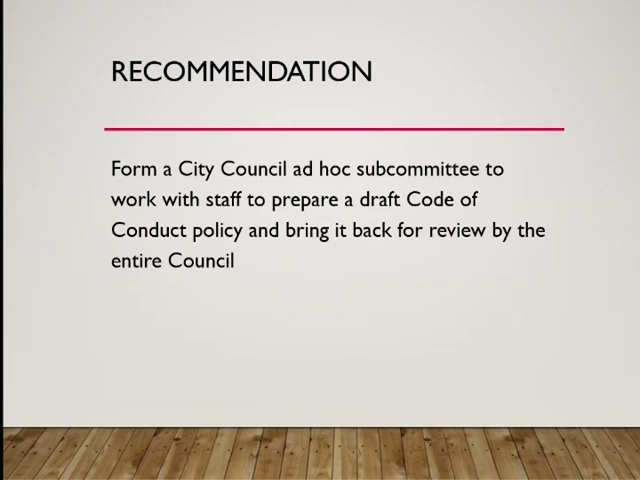 RECOMMENDATION
Form a City Council ad hoc subcommittee to
work with staff to prepare a draft Code of
Conduct policy and bring it back for review by the
entire Council